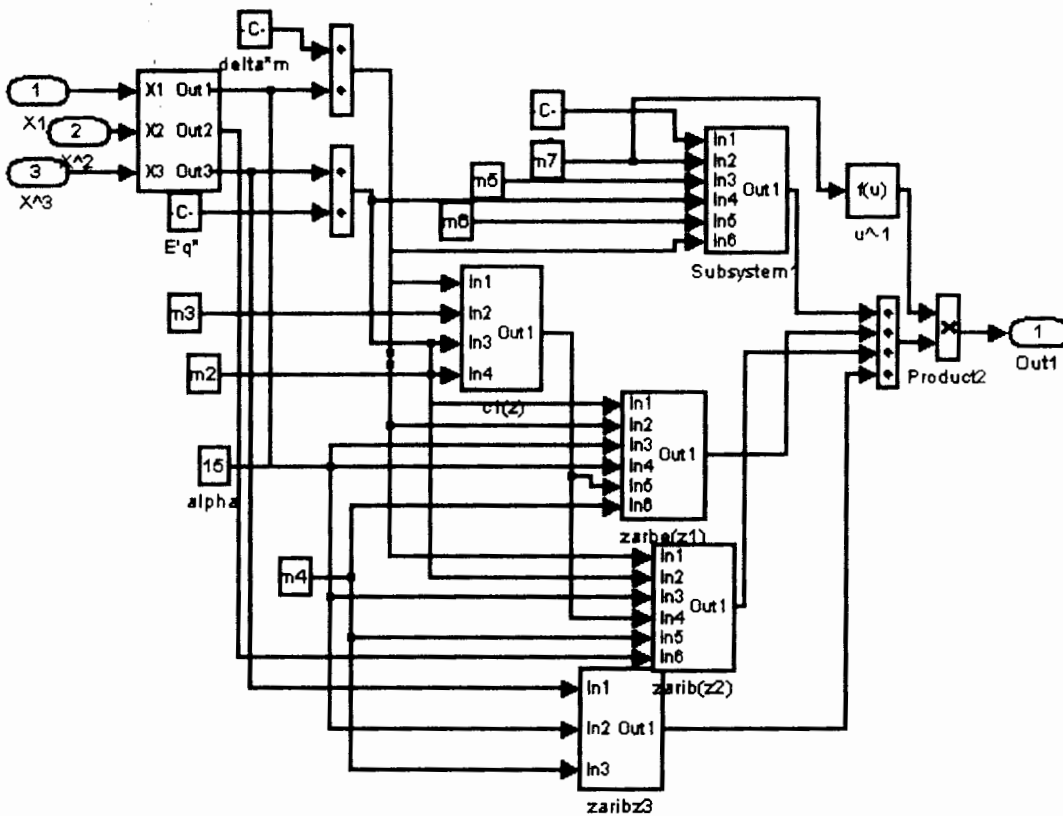 -C-
delta*m
1
X1
2
X^2
3
X^3
X1 Out1
X2 Out2
X3 Out3
-C-
E'q*
C-
m7
m5
m6
In1
In2
In3
In4
In5
In6
Out1
Subsystem1
f(u)
u^-1
m3
m2
In1
In2
In3
In4
Out1
c1(z)
Product2
1
Out1
15
alpha
In1
In2
In3
In4
In5
In6
Out1
zarbe(z1)
m4
In1
In2
In3
In4
In5
In6
Out1
zarib(z2)
In1
In2 Out1
In3
zaribz3